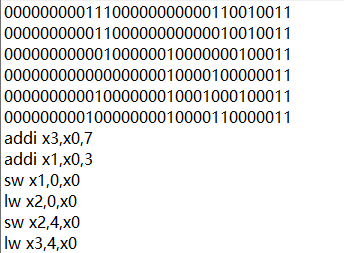 00000000011100000000000110010011
00000000001100000000000010010011
00000000000100000010000000100011
00000000000000000010000100000011
00000000001000000010001000100011
00000000010000000010000110000011
addi x3,x0,7
addi x1,x0,3
sw x1,0,x0
lw x2,0,x0
sw x2,4,x0
lw x3,4,x0